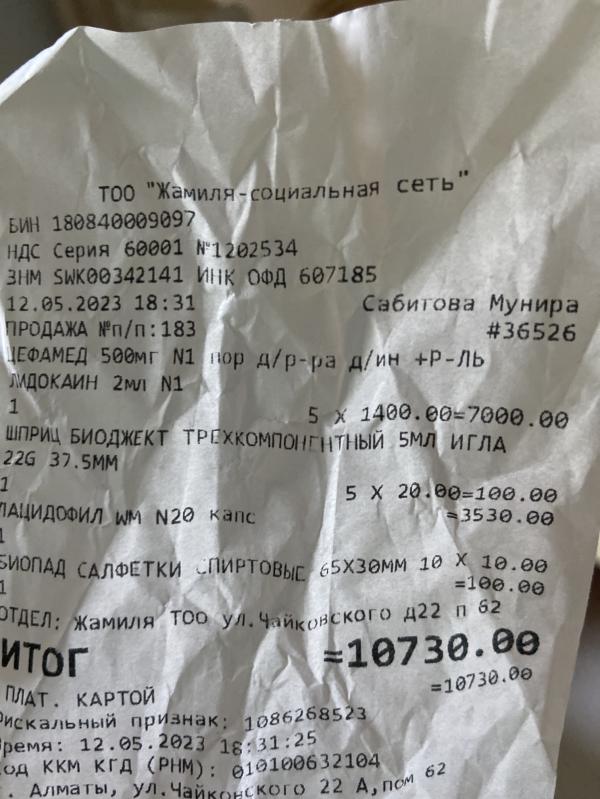 ТОО "Жамиля-социальная сеть"
БИН 180840009097
НДС Серия 60001 №1202534
ЗНМ SWK00342141 ИНК ОФД 607185
12.05.2023 18:31 Сабитова Мунира
ПРОДАЖА №п/п:183 #36526
ЦЕФАМЕД 500мг N1 пор д/р-ра д/ин +Р-ЛЬ
ЛИДОКАИН 2мл N1
1 5 X 1400.00=7000.00
ШПРИЦ БИОДЖЕКТ ТРЕХКОМПОНЕНТНЫЙ 5МЛ ИГЛА
22G 37.5ММ
1 5 X 20.00=100.00
ЛАЦИДОФИЛ WM N20 капс =3530.00
1
БИОПАД САЛФЕТКИ СПИРТОВЫЕ 65X30ММ 10 X 10.00
1 =100.00
ОТДЕЛ: Жамиля ТОО ул.Чайковского д22 п 62
ИТОГ =10730.00
ПЛАТ. КАРТОЙ =10730.00
Фискальный признак: 1086268523
Время: 12.05.2023 18:31:25
Код ККМ КГД (РНМ): 010100632104
г. Алматы, ул.Чайковского 22 А,пом 62